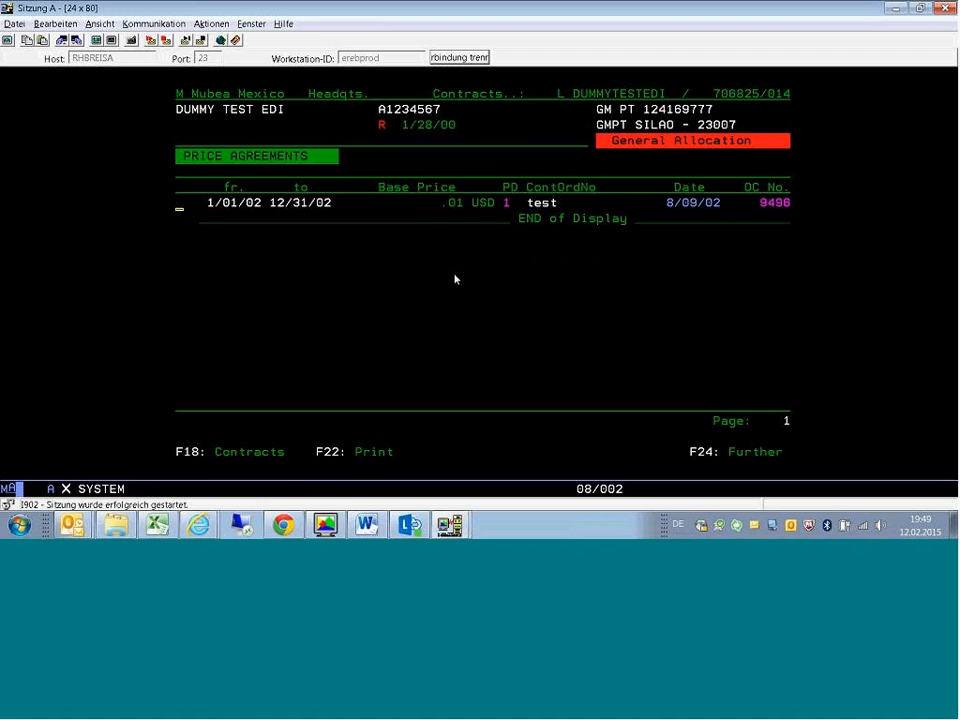 Sitzung A - [24 x 80]
Datei Bearbeiten Ansicht Kommunikation Aktionen Fenster Hilfe
Host: RHBREISA Port: 23 Workstation-ID: erebprod rbindung trenr
M Mubea Mexico Headqts. Contracts..: L DUMMYTESTEDI / 706825/014
DUMMY TEST EDI A1234567 GM PT 124169777
R 1/28/00 GMPT SILAO - 23007
General Allocation
PRICE AGREEMENTS
fr. to Base Price PD ContOrdNo Date OC No.
1/01/02 12/31/02 .01 USD 1 test 8/09/02 9496
END of Display
Page: 1
F18: Contracts F22: Print F24: Further
MA A X SYSTEM 08/002
I902 - Sitzung wurde erfolgreich gestartet.
DE 19:49
12.02.2015